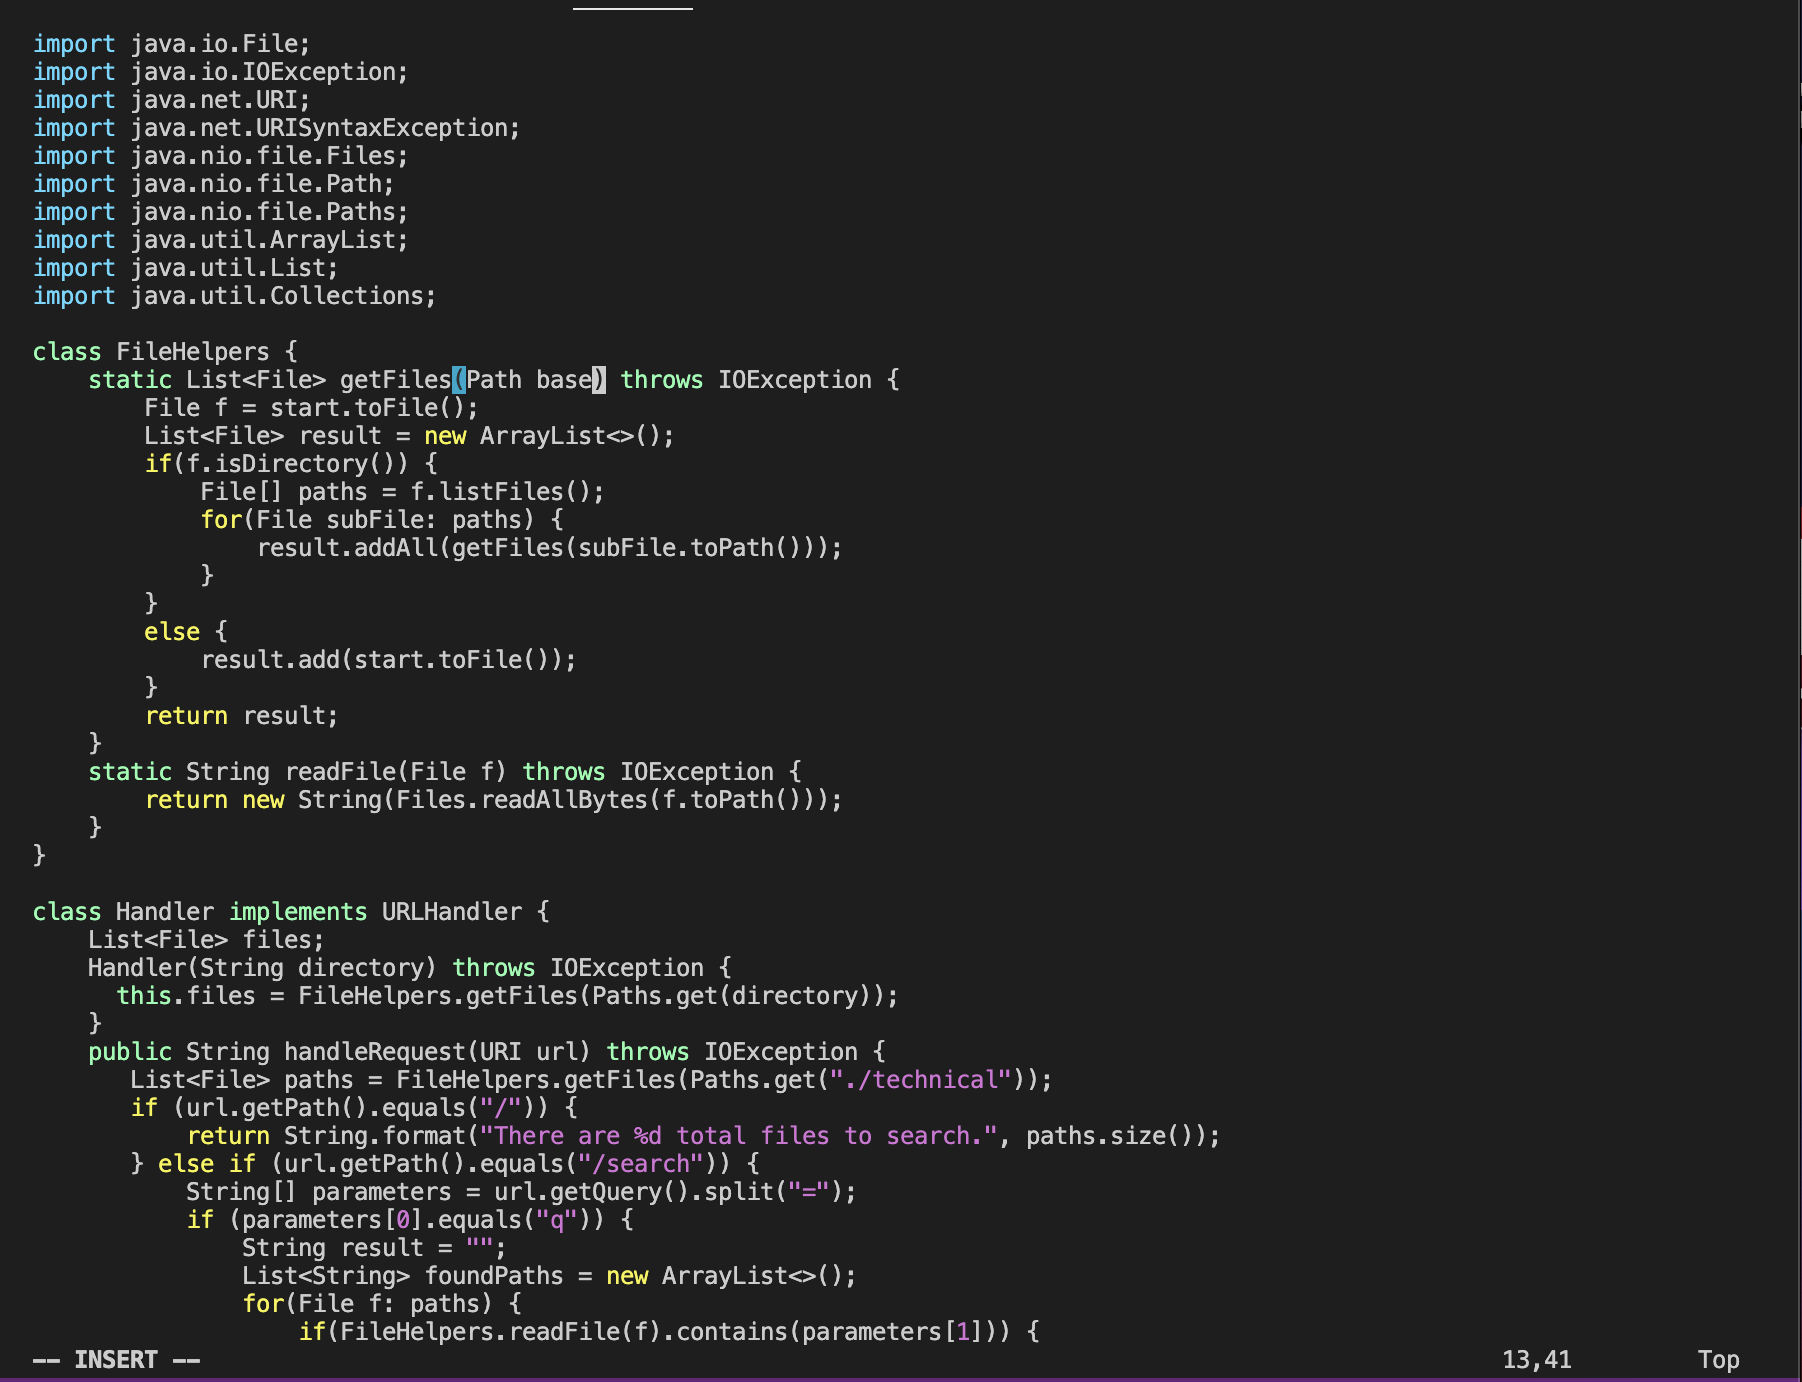 import java.io.File;
import java.io.IOException;
import java.net.URI;
import java.net.URISyntaxException;
import java.nio.file.Files;
import java.nio.file.Path;
import java.nio.file.Paths;
import java.util.ArrayList;
import java.util.List;
import java.util.Collections;

class FileHelpers {
    static List<File> getFiles(Path base) throws IOException {
        File f = start.toFile();
        List<File> result = new ArrayList<>();
        if(f.isDirectory()) {
            File[] paths = f.listFiles();
            for(File subFile: paths) {
                result.addAll(getFiles(subFile.toPath()));
            }
        }
        else {
            result.add(start.toFile());
        }
        return result;
    }
    static String readFile(File f) throws IOException {
        return new String(Files.readAllBytes(f.toPath()));
    }
}

class Handler implements URLHandler {
    List<File> files;
    Handler(String directory) throws IOException {
      this.files = FileHelpers.getFiles(Paths.get(directory));
    }
    public String handleRequest(URI url) throws IOException {
       List<File> paths = FileHelpers.getFiles(Paths.get("./technical"));
       if (url.getPath().equals("/")) {
           return String.format("There are %d total files to search.", paths.size());
       } else if (url.getPath().equals("/search")) {
           String[] parameters = url.getQuery().split("=");
           if (parameters[0].equals("q")) {
               String result = "";
               List<String> foundPaths = new ArrayList<>();
               for(File f: paths) {
                   if(FileHelpers.readFile(f).contains(parameters[1])) {
-- INSERT -- 13,41 Top